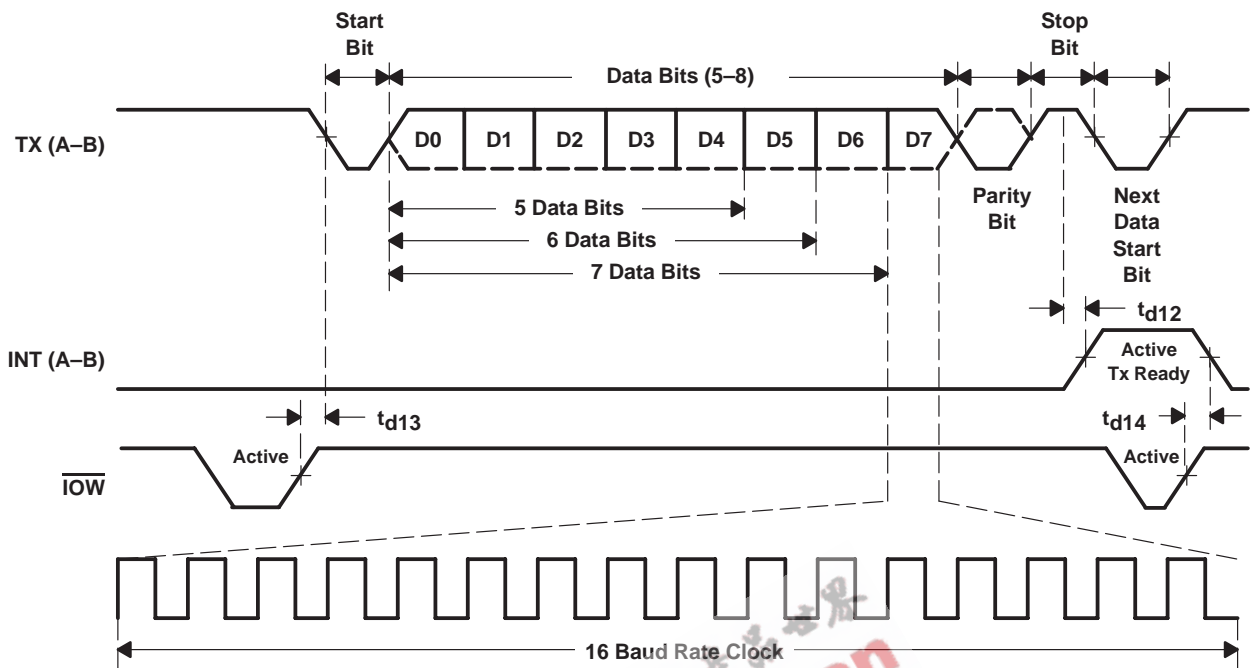 Start
Bit
Stop
Bit
Data Bits (5–8)
TX (A–B)
D0 D1 D2 D3 D4 D5 D6 D7
Parity
Bit
Next
Data
Start
Bit
5 Data Bits
6 Data Bits
7 Data Bits
td12
INT (A–B)
Active
Tx Ready
td13
td14
IOW
Active
Active
16 Baud Rate Clock